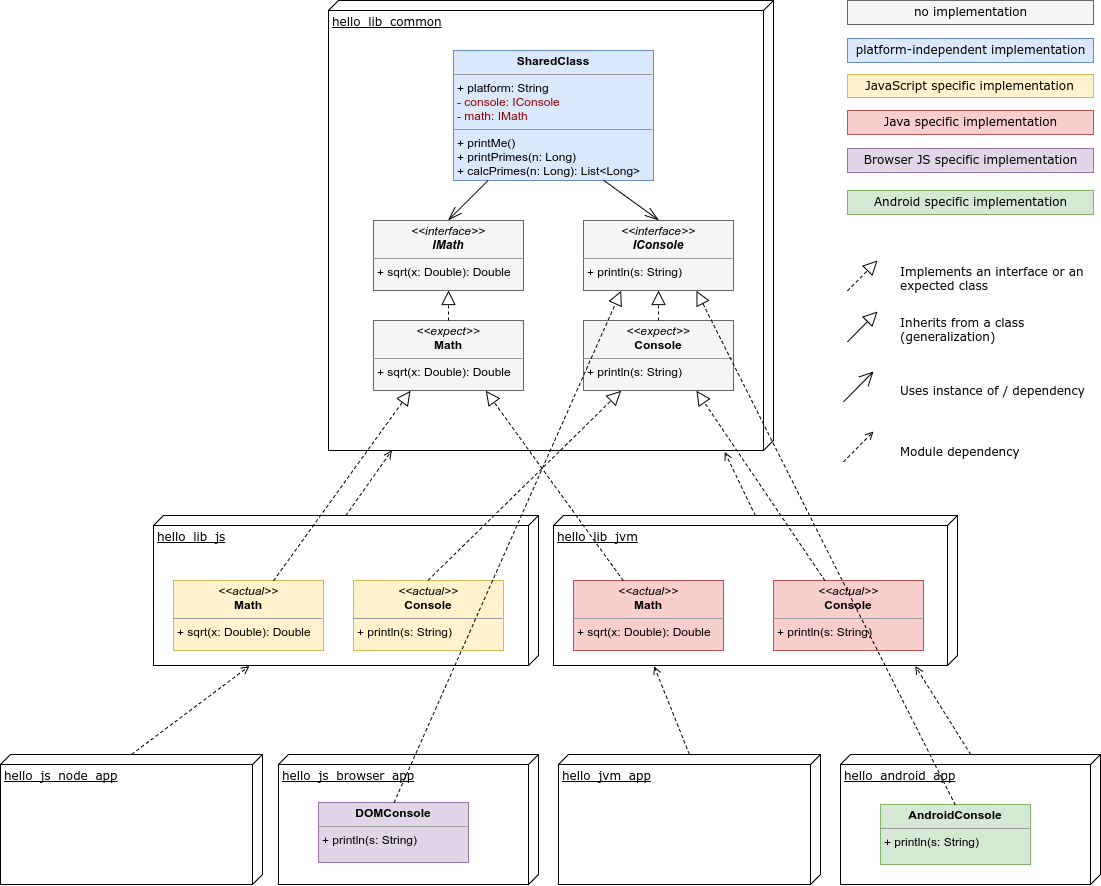 hello_lib_common
SharedClass
+ platform: String
- console: IConsole
- math: IMath
+ printMe()
+ printPrimes(n: Long)
+ calcPrimes(n: Long): List<Long>
<<interface>>
IMath
+ sqrt(x: Double): Double
<<interface>>
IConsole
+ println(s: String)
<<expect>>
Math
+ sqrt(x: Double): Double
<<expect>>
Console
+ println(s: String)
no implementation
platform-independent implementation
JavaScript specific implementation
Java specific implementation
Browser JS specific implementation
Android specific implementation
Implements an interface or an
expected class
Inherits from a class
(generalization)
Uses instance of / dependency
Module dependency
hello_lib_js
<<actual>>
Math
+ sqrt(x: Double): Double
<<actual>>
Console
+ println(s: String)
hello_lib_jvm
<<actual>>
Math
+ sqrt(x: Double): Double
<<actual>>
Console
+ println(s: String)
hello_js_node_app
hello_js_browser_app
DOMConsole
+ println(s: String)
hello_jvm_app
hello_android_app
AndroidConsole
+ println(s: String)